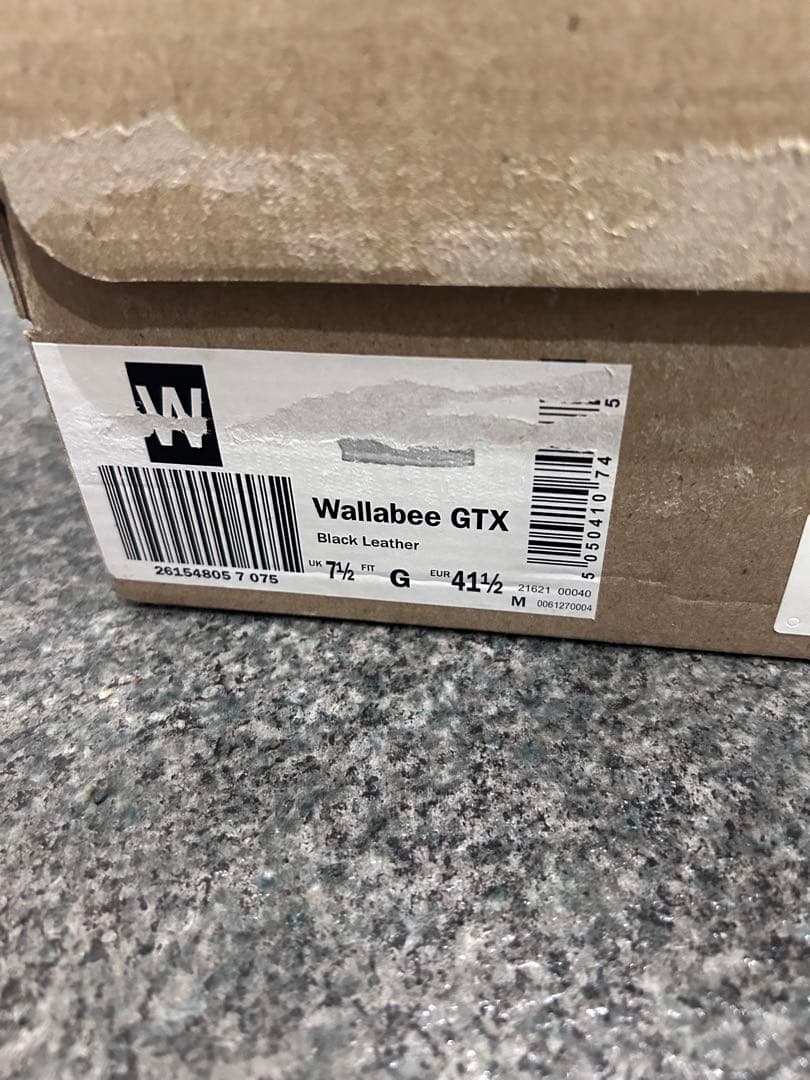 W
26154805 7 075
Wallabee GTX
Black Leather
UK 7½ FIT G EUR 41½
21621 00040
M 0061270004
5 050410 74
5